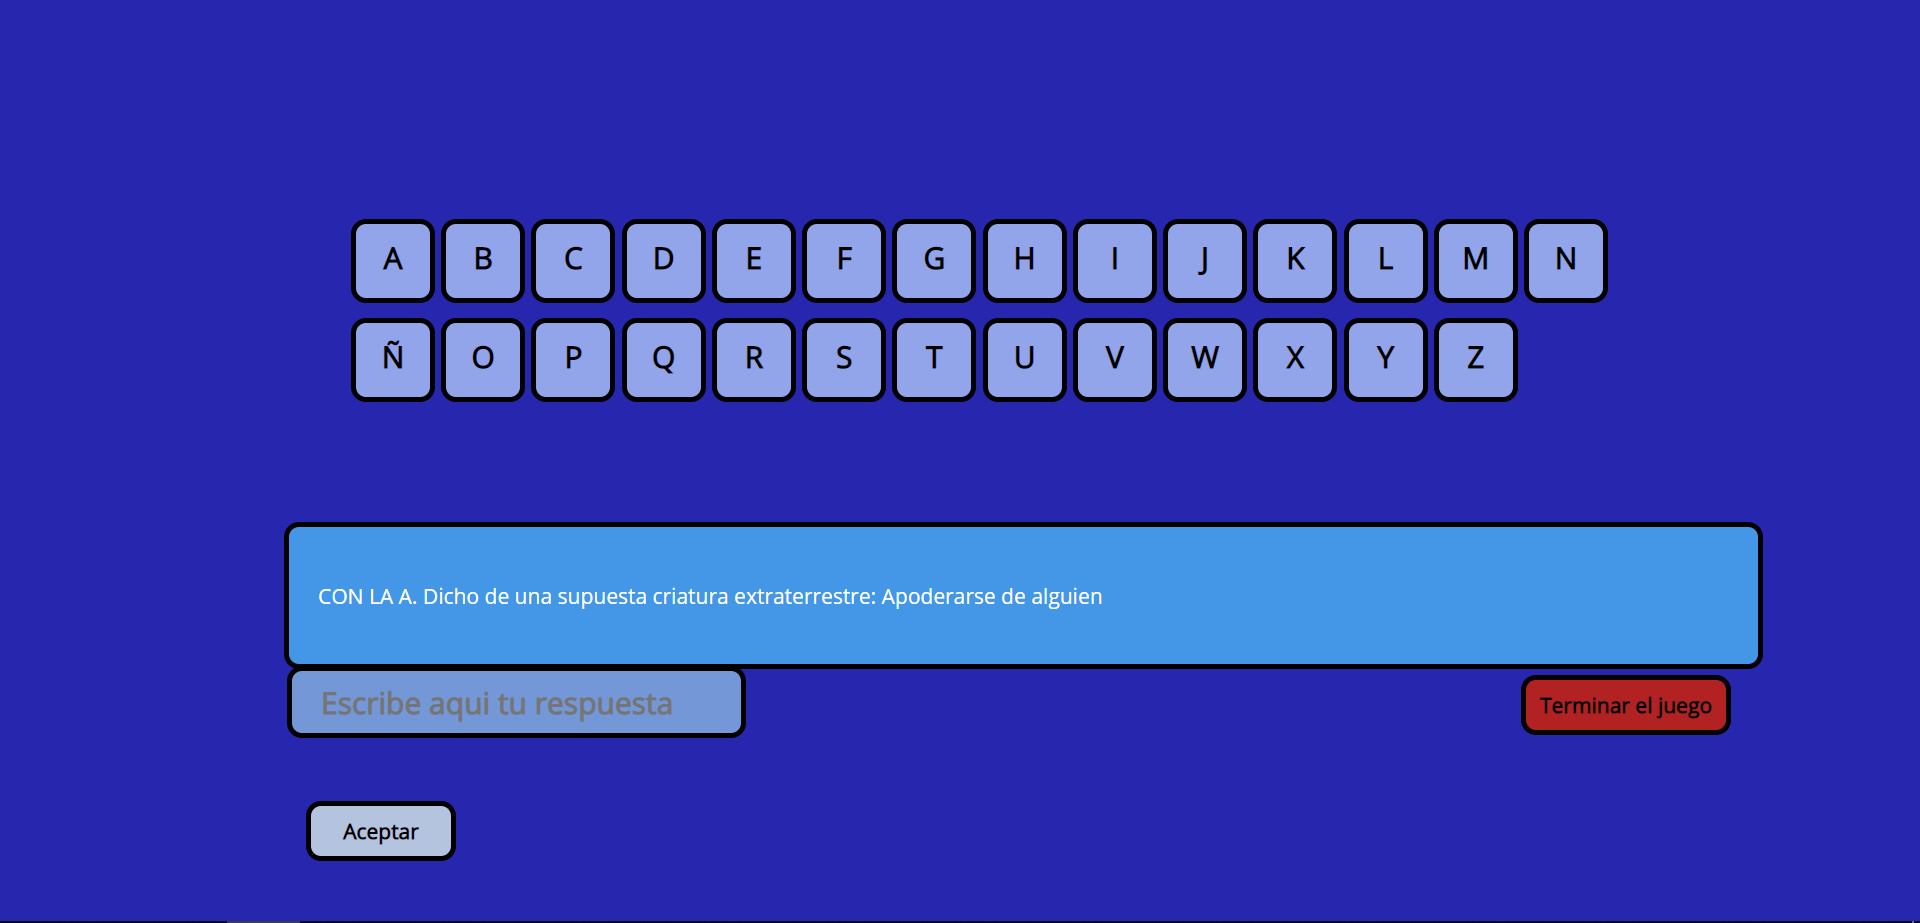 A B C D E F G H I J K L M N
Ñ O P Q R S T U V W X Y Z
CON LA A. Dicho de una supuesta criatura extraterrestre: Apoderarse de alguien
Escribe aqui tu respuesta
Terminar el juego
Aceptar